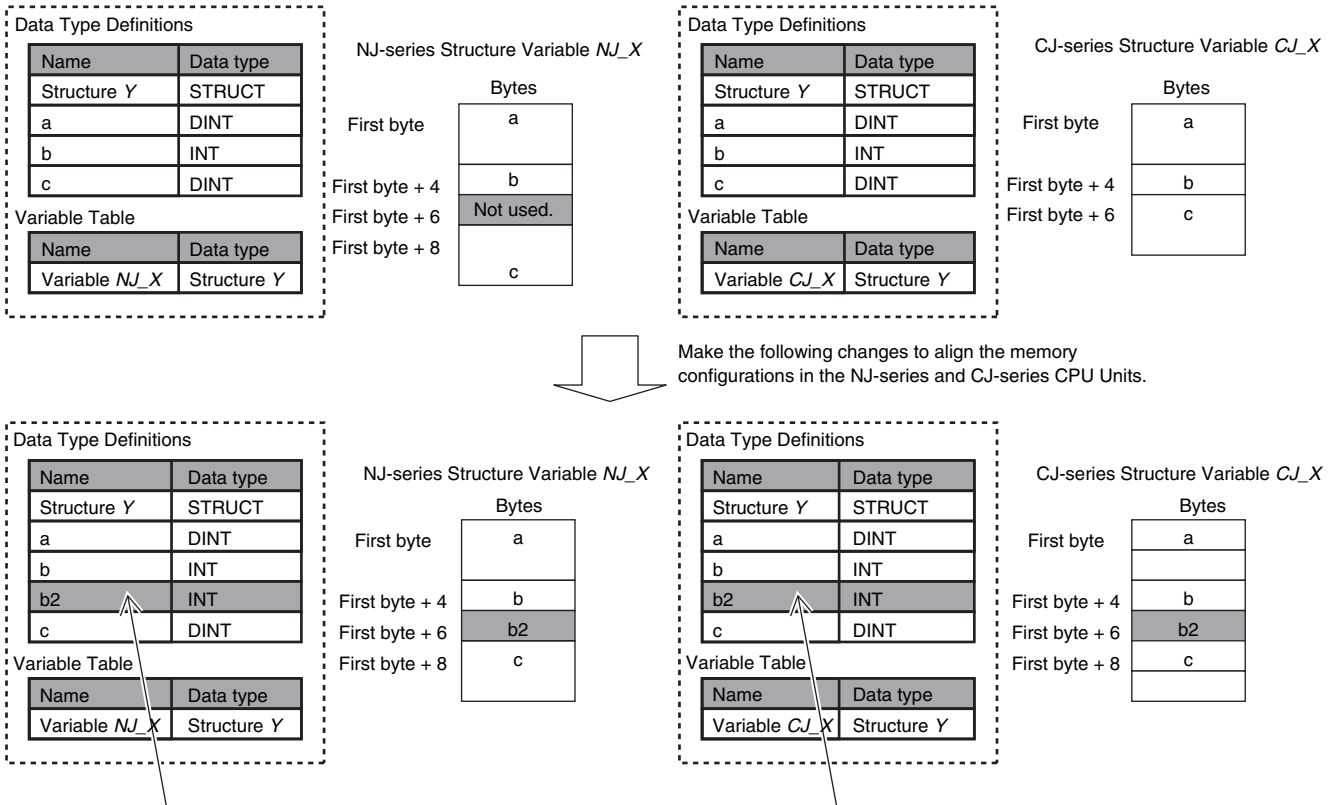 Data Type Definitions
Name Data type
Structure Y STRUCT
a DINT
b INT
c DINT
Variable Table
Name Data type
Variable NJ_X Structure Y
NJ-series Structure Variable NJ_X
Bytes
First byte a
First byte + 4 b
First byte + 6 Not used.
First byte + 8
c
Data Type Definitions
Name Data type
Structure Y STRUCT
a DINT
b INT
c DINT
Variable Table
Name Data type
Variable CJ_X Structure Y
CJ-series Structure Variable CJ_X
Bytes
First byte a
First byte + 4 b
First byte + 6 c
Make the following changes to align the memory
configurations in the NJ-series and CJ-series CPU Units.
Data Type Definitions
Name Data type
Structure Y STRUCT
a DINT
b INT
b2 INT
c DINT
Variable Table
Name Data type
Variable NJ_X Structure Y
NJ-series Structure Variable NJ_X
Bytes
First byte a
First byte + 4 b
First byte + 6 b2
First byte + 8 c
Data Type Definitions
Name Data type
Structure Y STRUCT
a DINT
b INT
b2 INT
c DINT
Variable Table
Name Data type
Variable CJ_X Structure Y
CJ-series Structure Variable CJ_X
Bytes
First byte a
First byte + 4 b
First byte + 6 b2
First byte + 8 c